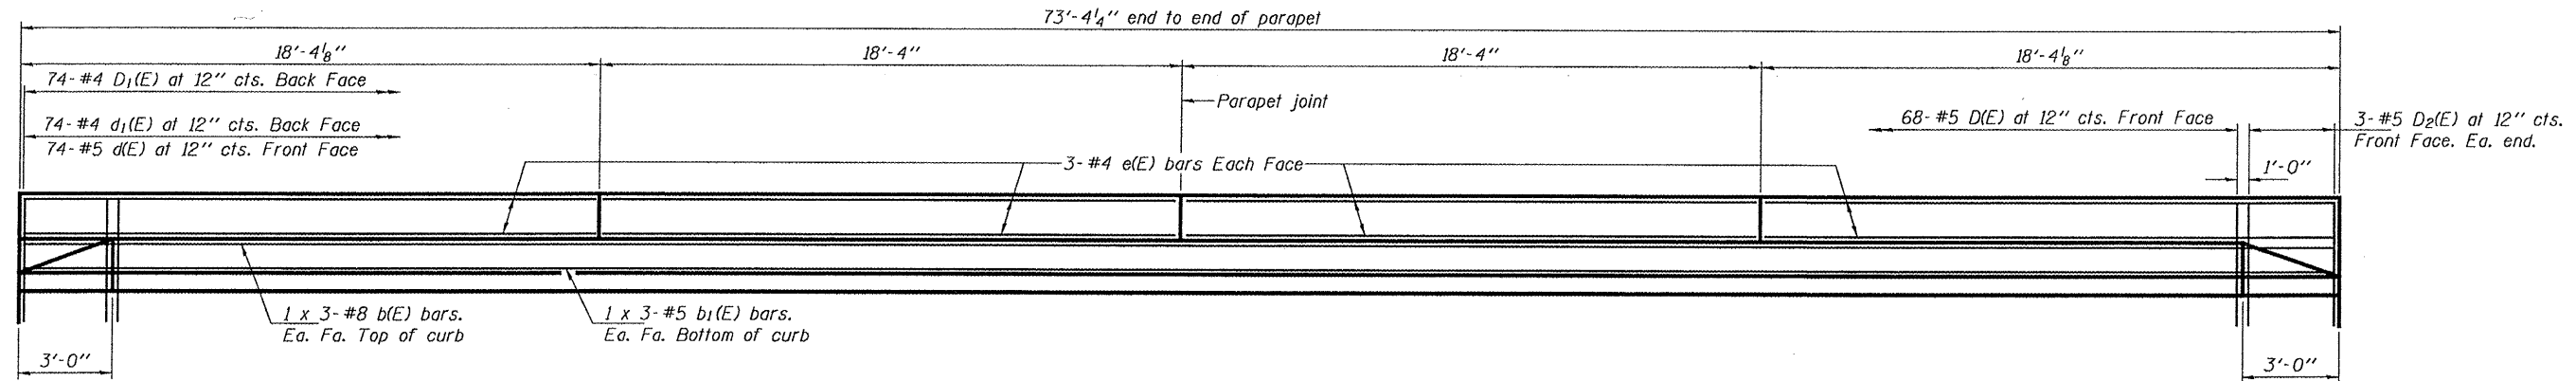 73'-4¼" end to end of parapet
18'-4⅛"
18'-4"
18'-4"
18'-4⅛"
74-#4 D₁(E) at 12" cts. Back Face
Parapet joint
74-#4 d₁(E) at 12" cts. Back Face
74-#5 d(E) at 12" cts. Front Face
68-#5 D(E) at 12" cts. Front Face
3-#5 D₂(E) at 12" cts.
Front Face. Ea. end.
3-#4 e(E) bars Each Face
1'-0"
1 x 3-#8 b(E) bars.
Ea. Fa. Top of curb
1 x 3-#5 b₁(E) bars.
Ea. Fa. Bottom of curb
3'-0"
3'-0"